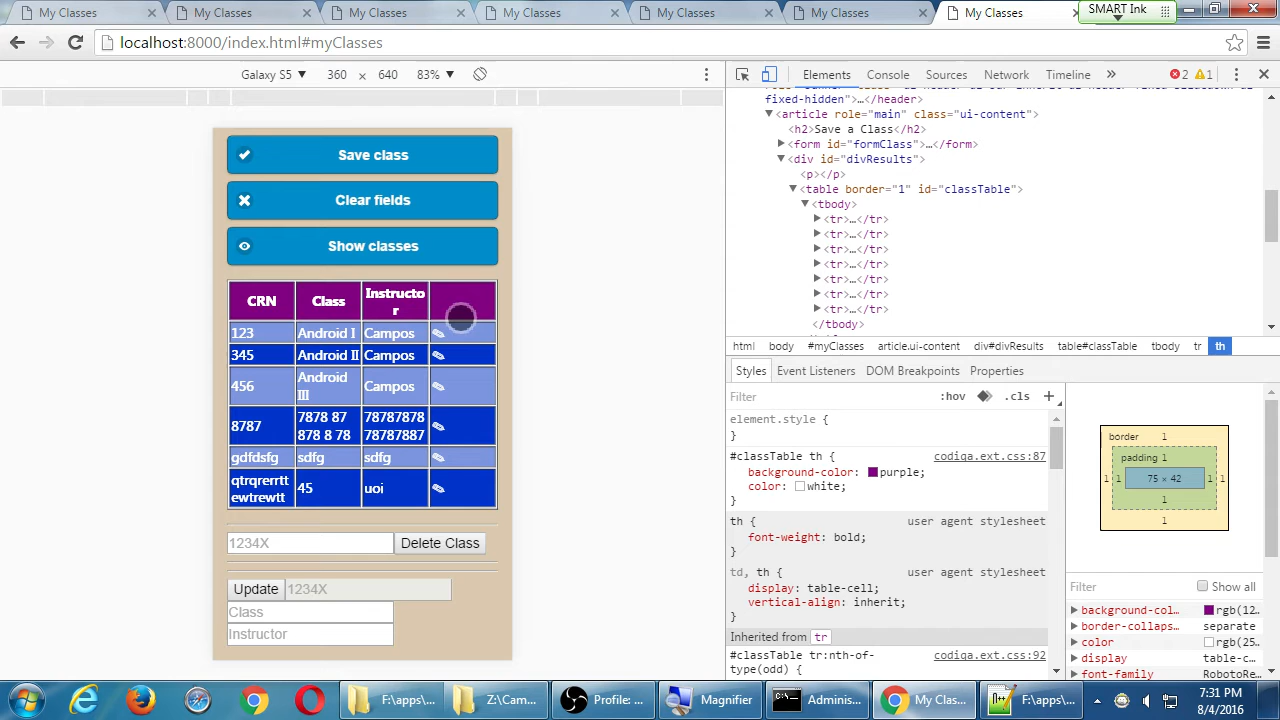 My Classes My Classes My Classes My Classes My Classes My Classes My Classes SMART Ink
localhost:8000/index.html#myClasses
Galaxy S5 ▼ 360 x 640 83% ▼
Elements Console Sources Network Timeline » 2 1
fixed-hidden">…</header>
<article role="main" class="ui-content">
<h2>Save a Class</h2>
<form id="formClass">…</form>
<div id="divResults">
<p></p>
<table border="1" id="classTable">
<tbody>
<tr>…</tr>
<tr>…</tr>
<tr>…</tr>
<tr>…</tr>
<tr>…</tr>
<tr>…</tr>
<tr>…</tr>
</tbody>
html body #myClasses article.ui-content div#divResults table#classTable tbody tr th
Save class
Clear fields
Show classes
CRN Class Instructo
r
123 Android I Campos
345 Android II Campos
456 Android
III Campos
8787 7878 87
878 8 78 78787878
78787887
gdfdsfg sdfg sdfg
qtrqrerrtt
ewtrewtt 45 uoi
1234X Delete Class
Update 1234X
Class
Instructor
Styles Event Listeners DOM Breakpoints Properties
Filter :hov .cls +
element.style {
}
#classTable th { codiqa.ext.css:87
background-color: purple;
color: white;
}
th { user agent stylesheet
font-weight: bold;
}
td, th { user agent stylesheet
display: table-cell;
vertical-align: inherit;
}
Inherited from tr
#classTable tr:nth-of- codiqa.ext.css:92
type(odd) {
border 1
padding 1
1 1 75 × 42 1 1
1
1
Filter Show all
background-col… rgb(12…
border-collaps… separate
color rgb(25…
display table-c…
font-family RobotoRe
F:\apps\... Z:\Cam... Profile: ... Magnifier Adminis... My Clas... F:\apps\... 7:31 PM
8/4/2016